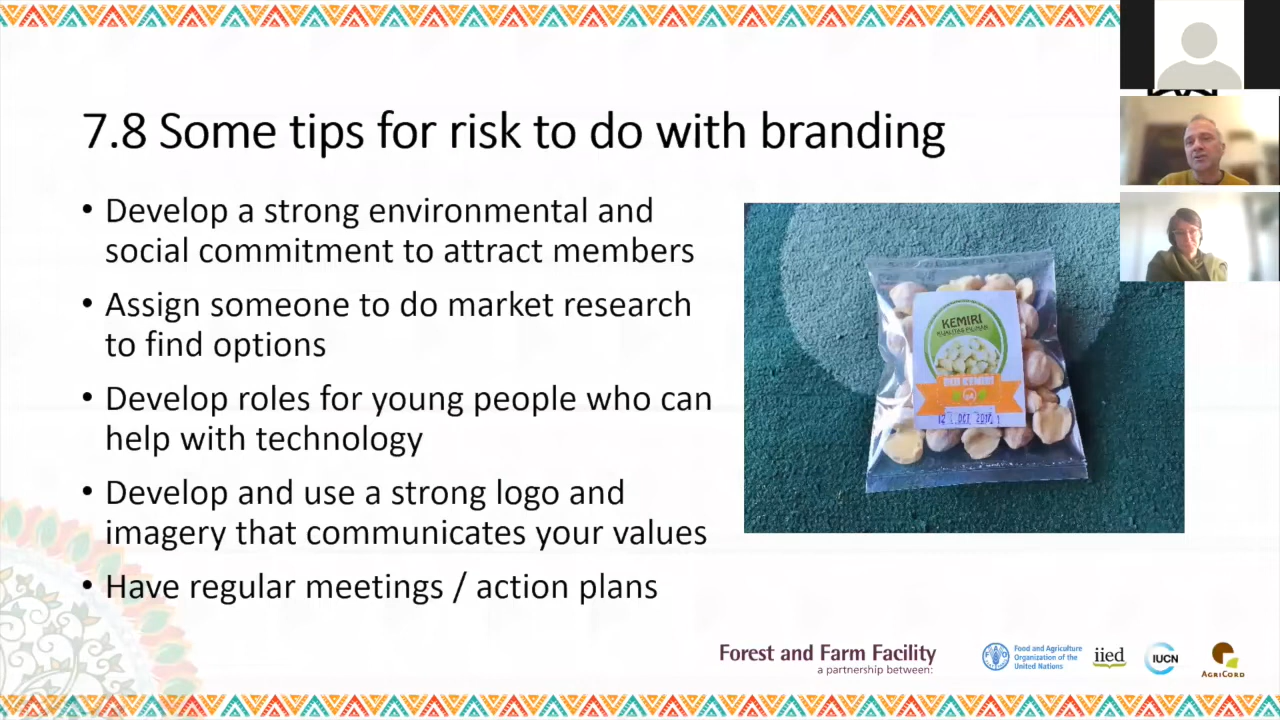 7.8 Some tips for risk to do with branding
• Develop a strong environmental and
social commitment to attract members
• Assign someone to do market research
to find options
• Develop roles for young people who can
help with technology
• Develop and use a strong logo and
imagery that communicates your values
• Have regular meetings / action plans
KEMIRI
Forest and Farm Facility
a partnership between:
Food and Agriculture
Organization of the
United Nations
iied
IUCN
AGRICORD